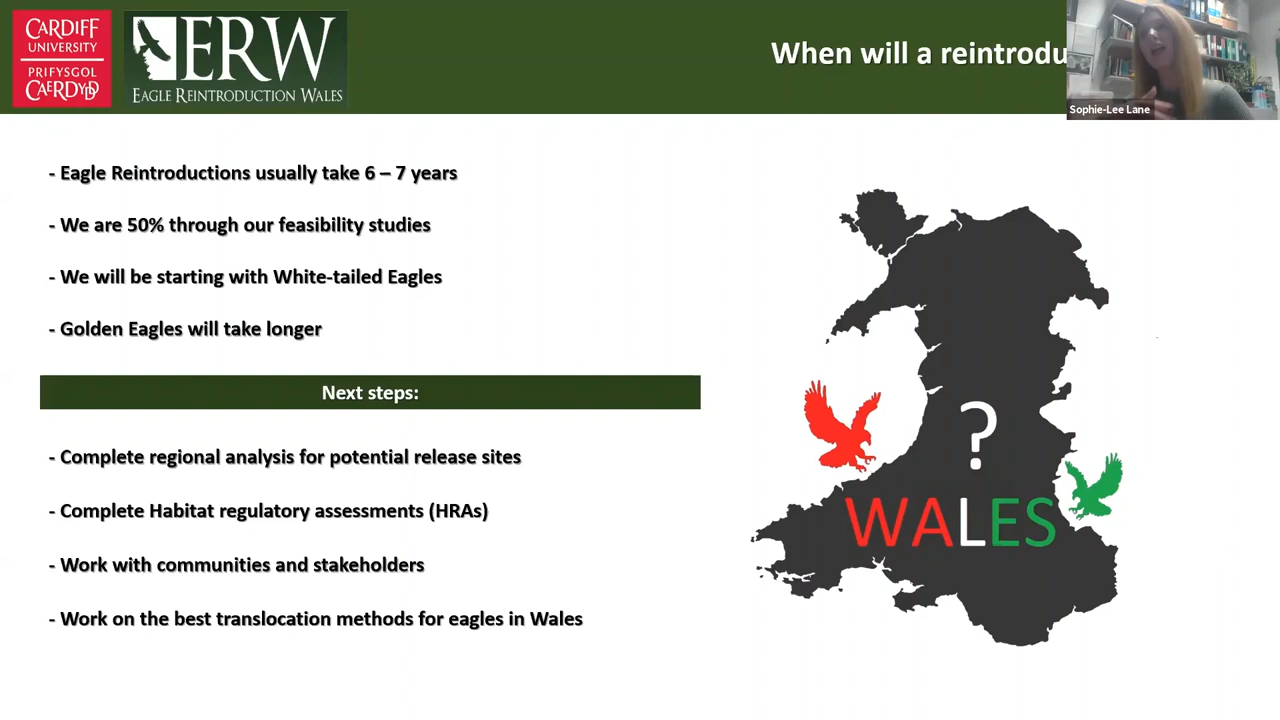 CARDIFF
UNIVERSITY
PRIFYSGOL
CAERDYDD
ERW
EAGLE REINTRODUCTION WALES
When will a reintrodu
Sophie-Lee Lane
- Eagle Reintroductions usually take 6 – 7 years
- We are 50% through our feasibility studies
- We will be starting with White-tailed Eagles
- Golden Eagles will take longer
Next steps:
- Complete regional analysis for potential release sites
- Complete Habitat regulatory assessments (HRAs)
- Work with communities and stakeholders
- Work on the best translocation methods for eagles in Wales
?
WALES